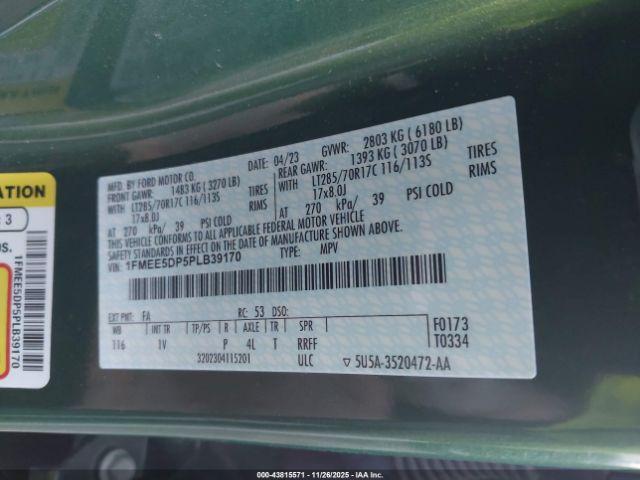 MFD. BY FORD MOTOR CO.
DATE: 04/23
GVWR: 2803 KG ( 6180 LB)
FRONT GAWR: 1483 KG ( 3270 LB)
REAR GAWR: 1393 KG ( 3070 LB)
WITH LT285/70R17C 116/113S TIRES
17x8.0J RIMS
WITH LT285/70R17C 116/113S TIRES
17x8.0J RIMS
AT 270 kPa/ 39 PSI COLD
AT 270 kPa/ 39 PSI COLD
THIS VEHICLE CONFORMS TO ALL APPLICABLE FEDERAL MOTOR VEHICLE
SAFETY STANDARDS IN EFFECT ON THE DATE OF MANUFACTURE SHOWN ABOVE.
VIN: 1FMEE5DP5PLB39170
TYPE: MPV
EXT PNT: FA RC: 53 DSO:
WB INT TR TP/PS R AXLE TR SPR
116 1V P 4L T RRFF
F0173
T0334
3202304115201 ULC ▽ 5U5A-3520472-AA
ATION
: 3
OS.
1FMEE5DP5PLB39170
000-43815571 | 11/26/2025 | IAAI.COM